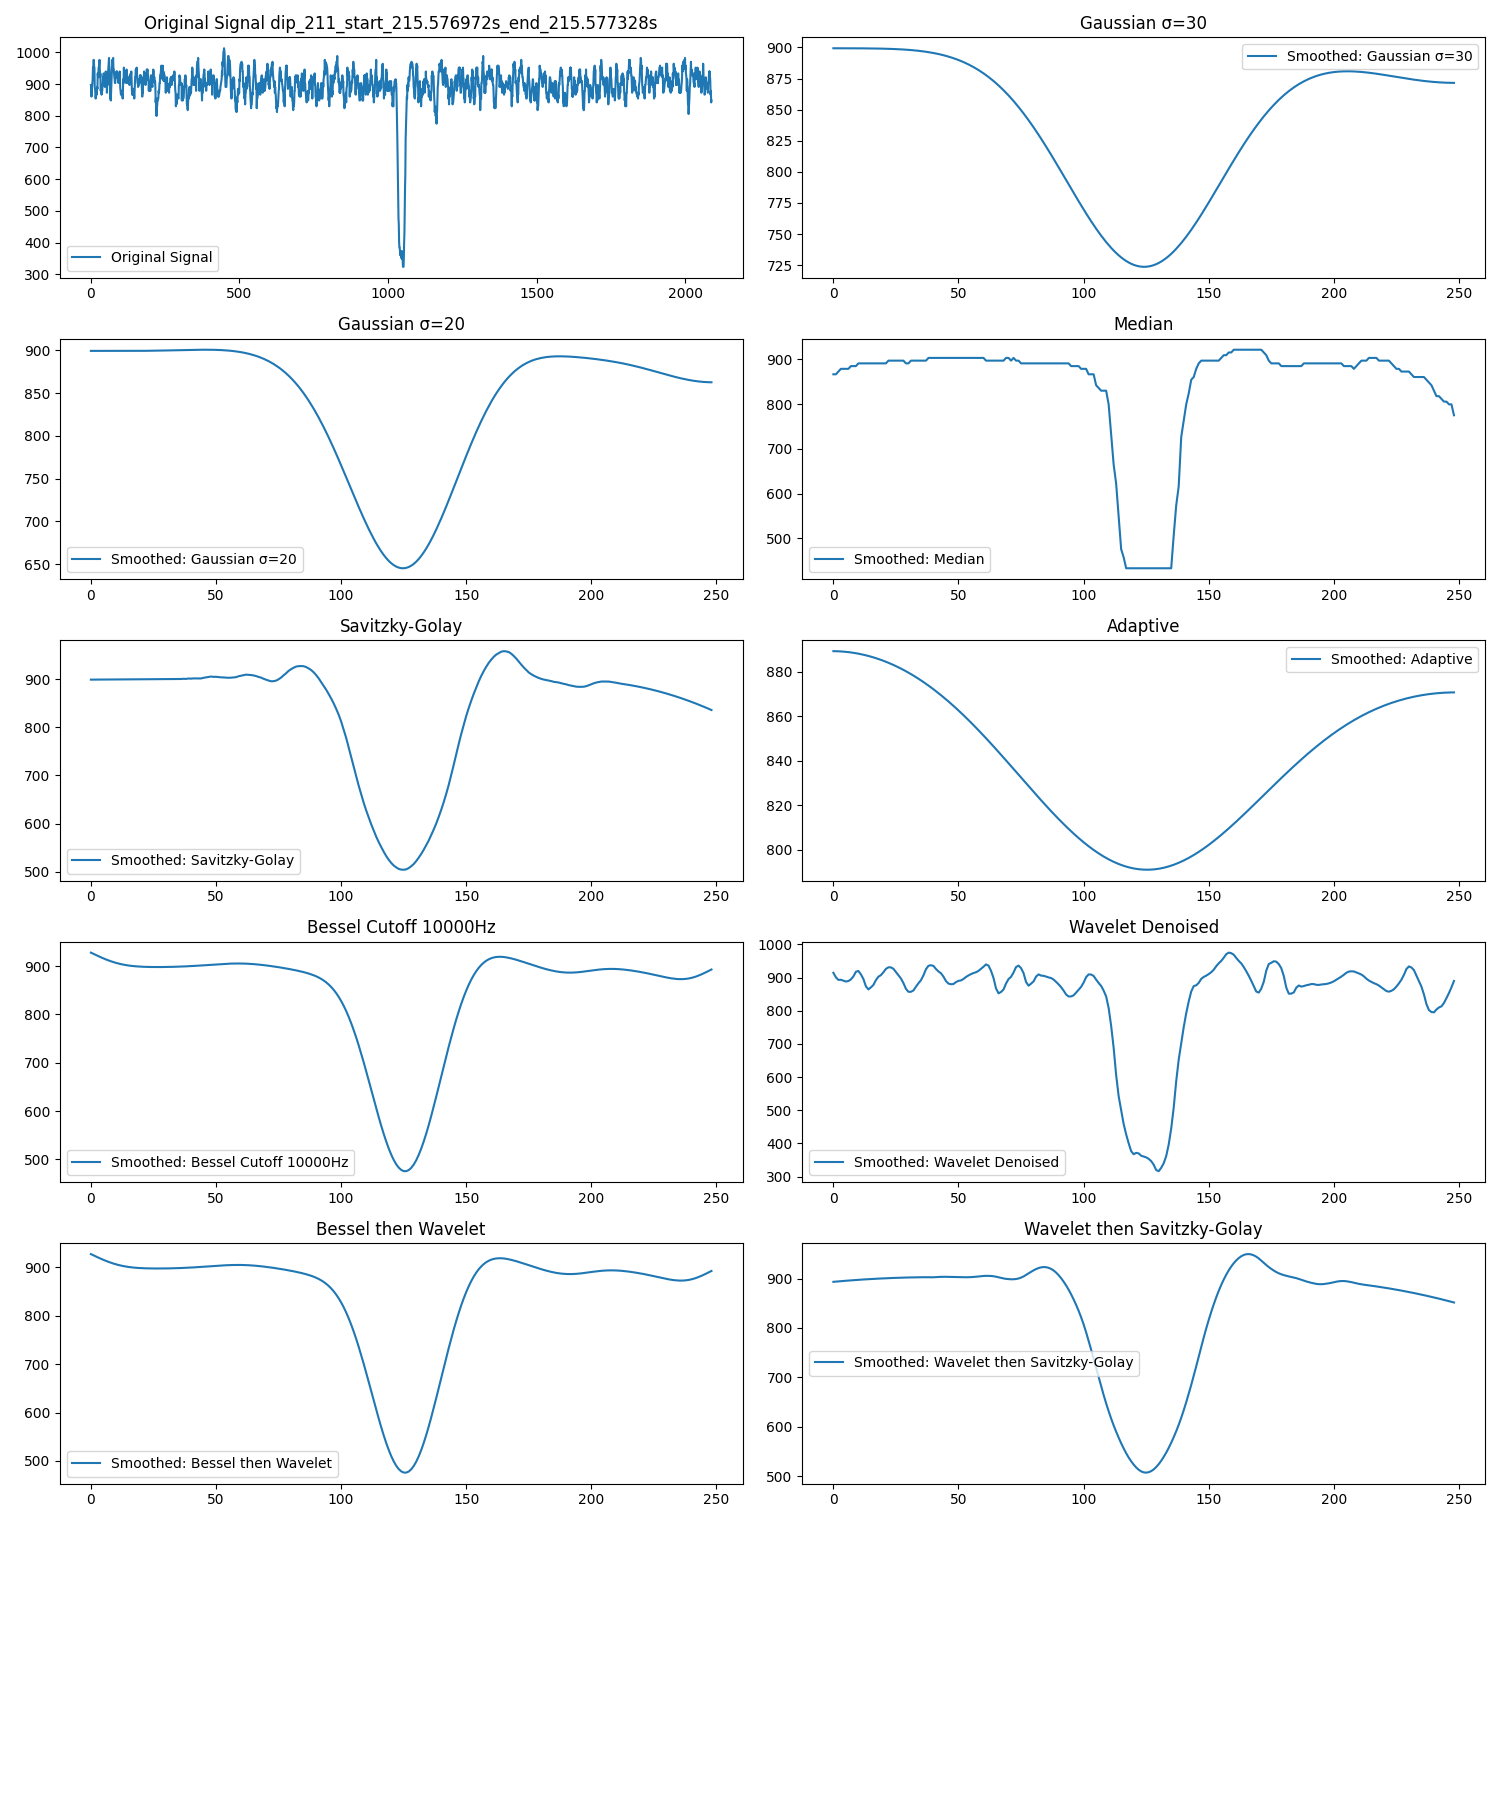 Original Signal dip_211_start_215.576972s_end_215.577328s
1000
900
800
700
600
500
400
300
Original Signal
0 500 1000 1500 2000
Gaussian σ=30
900
875
850
825
800
775
750
725
Smoothed: Gaussian σ=30
0 50 100 150 200 250
Gaussian σ=20
900
850
800
750
700
650
Smoothed: Gaussian σ=20
0 50 100 150 200 250
Median
900
800
700
600
500
Smoothed: Median
0 50 100 150 200 250
Savitzky-Golay
900
800
700
600
500
Smoothed: Savitzky-Golay
0 50 100 150 200 250
Adaptive
880
860
840
820
800
Smoothed: Adaptive
0 50 100 150 200 250
Bessel Cutoff 10000Hz
900
800
700
600
500
Smoothed: Bessel Cutoff 10000Hz
0 50 100 150 200 250
Wavelet Denoised
1000
900
800
700
600
500
400
300
Smoothed: Wavelet Denoised
0 50 100 150 200 250
Bessel then Wavelet
900
800
700
600
500
Smoothed: Bessel then Wavelet
0 50 100 150 200 250
Wavelet then Savitzky-Golay
900
800
700
600
500
Smoothed: Wavelet then Savitzky-Golay
0 50 100 150 200 250